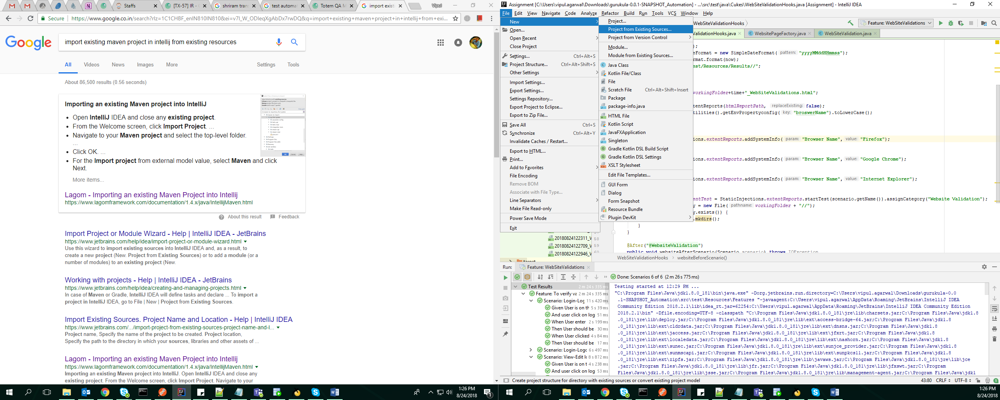 Staffs
[TX-57] IR -
shriram tran
test automat
Totem QA M
import existi
Vipul
Secure
https://www.google.co.in/search?rlz=1C1CHBF_enIN810IN810&ei=v7l_W_ODIeqXgAbDx7rwDQ&q=import+existing+maven+project+in+intellij+from+exi...
Google
import existing maven project in intellij from existing resources
All Videos News Images More Settings Tools
About 86,500 results (0.56 seconds)
Importing an existing Maven project into IntelliJ
Open IntelliJ IDEA and close any existing project.
From the Welcome screen, click Import Project. ...
Navigate to your Maven project and select the top-level folder.
...
Click OK. ...
For the Import project from external model value, select Maven and click
Next.
More items...
Lagom - Importing an existing Maven Project into Intellij
https://www.lagomframework.com/documentation/1.4.x/java/IntellijMaven.html
About this result Feedback
Import Project or Module Wizard - Help | IntelliJ IDEA - JetBrains
https://www.jetbrains.com/help/idea/import-project-or-module-wizard.html
Use this wizard to import existing sources into IntelliJ IDEA and, as a result, to
create a new project (New. Project from Existing Sources) or to add a module (or a
number of modules) to an existing project (New.
Working with projects - Help | IntelliJ IDEA - JetBrains
https://www.jetbrains.com/help/idea/creating-and-managing-projects.html
In case of Maven or Gradle, IntelliJ IDEA will define tasks and declare ... To import a
project in IntelliJ IDEA, go to File | New | Project from Existing Sources.
Import Existing Sources. Project Name and Location - Help | IntelliJ IDEA
https://www.jetbrains.com/.../import-project-from-existing-sources-project-name-and-l...
Project name, Specify the name of the project to be created. Project location,
Specify the path to the directory in which your sources, libraries and other assets of ...
Lagom - Importing an existing Maven Project into Intellij
https://www.lagomframework.com/documentation/1.4.x/java/IntellijMaven.html
Importing an existing Maven project into IntelliJ. Open IntelliJ IDEA and close any
existing project. From the Welcome screen, click Import Project. Navigate to your
1:26 PM
8/24/2018
Assignment [C:\Users\vipul.agarwal\Downloads\gurukula-0.0.1-SNAPSHOT_Automation] - ...\src\test\java\Cukes\WebSiteValidationHooks.java [Assignment] - IntelliJ IDEA
File Edit View Navigate Code Analyze Refactor Build Run Tools VCS Window Help
New
Open...
Open Recent
Close Project
Settings... Ctrl+Alt+S
Project Structure... Ctrl+Alt+Shift+S
Other Settings
Import Settings...
Export Settings...
Settings Repository...
Export Project to Eclipse...
Export to Zip File...
Save All Ctrl+S
Synchronize Ctrl+Alt+Y
Invalidate Caches / Restart...
Export to HTML...
Print...
Add to Favorites
File Encoding
Remove BOM
Associate with File Type...
Line Separators
Make File Read-only
Power Save Mode
Exit
Project...
Project from Existing Sources...
Project from Version Control
Module...
Module from Existing Sources...
Java Class
Kotlin File/Class
File
Scratch File Ctrl+Alt+Shift+Insert
Package
package-info.java
HTML File
Kotlin Script
JavaFXApplication
Singleton
Gradle Kotlin DSL Build Script
Gradle Kotlin DSL Settings
XSLT Stylesheet
Edit File Templates...
GUI Form
Dialog
Form Snapshot
Resource Bundle
Plugin DevKit
WebSiteValidationHooks
Feature: WebSiteValidations
ValidationHooks.java WebsitePageFactory.java WebSiteValidation.java
);
eFormat = new SimpleDateFormat( pattern: "yyyyMMddHHmmss");
rmat.format(now);
est/Resources/Results//";
workingFolder+time+"_WebSiteValidations.html";
tentReports(htmlReportPath, replaceExisting: false);
tilities().getEnvPropertyconfig( key: "broswerName").toLowerCase();
ions.extentReports.addSystemInfo( param: "Browser Name", value: "Firefox");
ions.extentReports.addSystemInfo( param: "Browser Name", value: "Google Chrome");
ions.extentReports.addSystemInfo( param: "Browser Name", value: "Internet Explorer");
entTest = StaticInjections.extentReports.startTest(scenario.getName()).assignCategory("Website Validation");
y = new File( pathname: workingFolder + "//");
y.exists()) {
.mkdirs();
}
}
@After("@WebsiteValidation")
public void websiteAfterScenario(Scenario scenario) throws IOException
20180824122311_V 58
20180824122709_V 59
20180824122946_V 60
target
WebSiteValidationHooks websiteBeforeScenario()
Run: Feature: WebSiteValidations
Done: Scenarios 6 of 6 (2 m 26 s 775 ms)
Test Results 2 m 24 s 335 ms
Feature: To verify va 2 m 24 s 335 ms
Scenario: Login-Log 11 s 420 ms
Given User is on th 5 s 39 ms
And user click on log 51 ms
When User enter 2 s 199 ms
Then User should be 30 ms
When User clicked 4 s 84 ms
Then User should be 17 ms
Scenario: Login-Logo 6 s 497 ms
Scenario: View-Edit lo 8 s 872 ms
Given User is on t 4 s 238 ms
And user click on log 53 ms
Testing started at 12:29 PM ...
"C:\Program Files\Java\jdk1.8.0_181\bin\java.exe" -Dorg.jetbrains.run.directory=C:\Users\vipul.agarwal\Downloads\gurukula-0.0
.1-SNAPSHOT_Automation\src\test\Resources\Features "-javaagent:C:\Users\vipul.agarwal\AppData\Roaming\JetBrains\IntelliJ IDEA
Community Edition 2018.2.1\lib\idea_rt.jar=62254:C:\Users\vipul.agarwal\AppData\Roaming\JetBrains\IntelliJ IDEA Community Edition
2018.2.1\bin" -Dfile.encoding=UTF-8 -classpath "C:\Program Files\Java\jdk1.8.0_181\jre\lib\charsets.jar;C:\Program Files\Java\jdk1.8
.0_181\jre\lib\deploy.jar;C:\Program Files\Java\jdk1.8.0_181\jre\lib\ext\access-bridge-64.jar;C:\Program Files\Java\jdk1.8
.0_181\jre\lib\ext\cldrdata.jar;C:\Program Files\Java\jdk1.8.0_181\jre\lib\ext\dnsns.jar;C:\Program Files\Java\jdk1.8
.0_181\jre\lib\ext\jaccess.jar;C:\Program Files\Java\jdk1.8.0_181\jre\lib\ext\jfxrt.jar;C:\Program Files\Java\jdk1.8
.0_181\jre\lib\ext\localedata.jar;C:\Program Files\Java\jdk1.8.0_181\jre\lib\ext\nashorn.jar;C:\Program Files\Java\jdk1.8
.0_181\jre\lib\ext\sunec.jar;C:\Program Files\Java\jdk1.8.0_181\jre\lib\ext\sunjce_provider.jar;C:\Program Files\Java\jdk1.8
.0_181\jre\lib\ext\sunmscapi.jar;C:\Program Files\Java\jdk1.8.0_181\jre\lib\ext\sunpkcs11.jar;C:\Program Files\Java\jdk1.8
.0_181\jre\lib\ext\zipfs.jar;C:\Program Files\Java\jdk1.8.0_181\jre\lib\javaws.jar;C:\Program Files\Java\jdk1.8.0_181\jre\lib\jce
.jar;C:\Program Files\Java\jdk1.8.0_181\jre\lib\jfr.jar;C:\Program Files\Java\jdk1.8.0_181\jre\lib\jfxswt.jar;C:\Program
Files\Java\jdk1.8.0_181\jre\lib\jsse.jar;C:\Program Files\Java\jdk1.8.0_181\jre\lib\management-agent.jar;C:\Program Files\Java\jdk1
Create project structure for directory with existing sources or convert existing project model
43:80 CRLF UTF-8
1:26 PM
8/24/2018